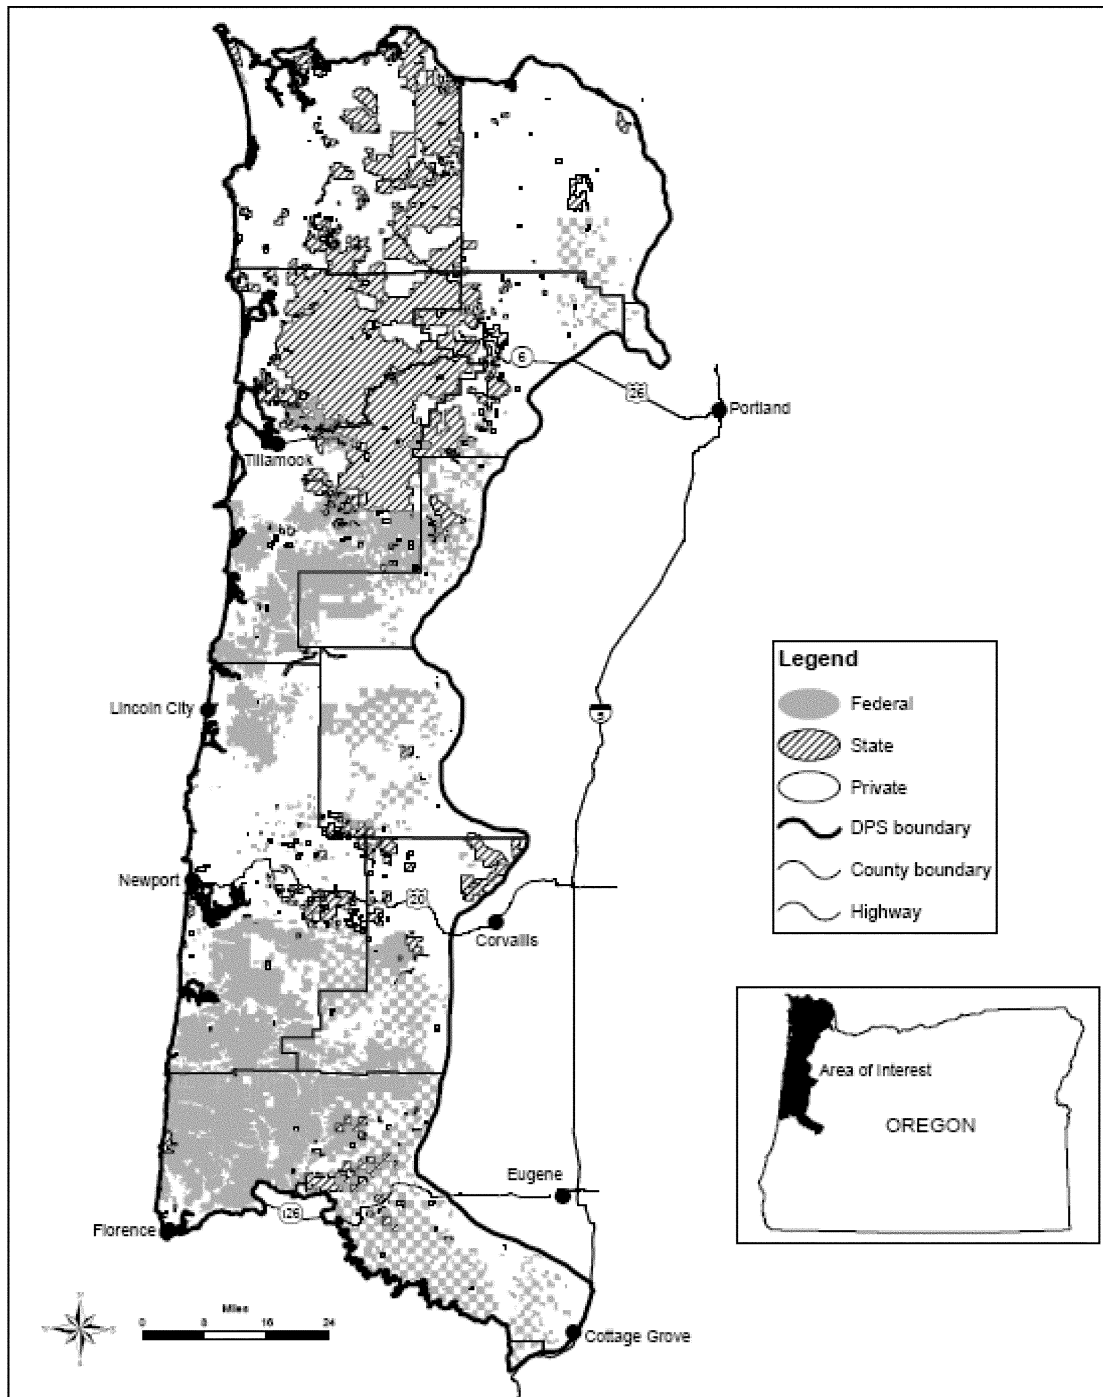 6
26
Portland
Tillamook
Legend
Federal
State
Private
DPS boundary
County boundary
Highway
Lincoln City
5
Newport
20
Corvallis
Area of Interest
OREGON
Eugene
126
Florence
Miles
0 8 16 24
Cottage Grove